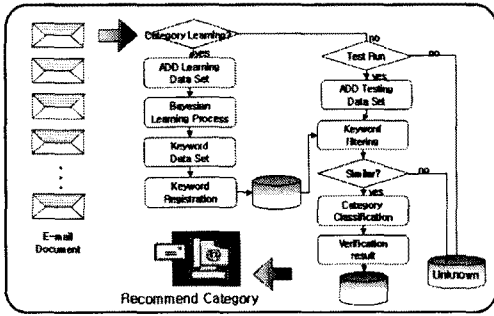 Category Learning?
no
Test Run
no
yes
yes
ADD Learning
Data Set
ADD Testing
Data Set
Bayesian
Learning Process
Keyword
filtering
Keyword
Data Set
Similar?
no
Keyword
Registration
yes
Category
Classification
E-mail
Document
Verification
result
Unknown
Recommend Category